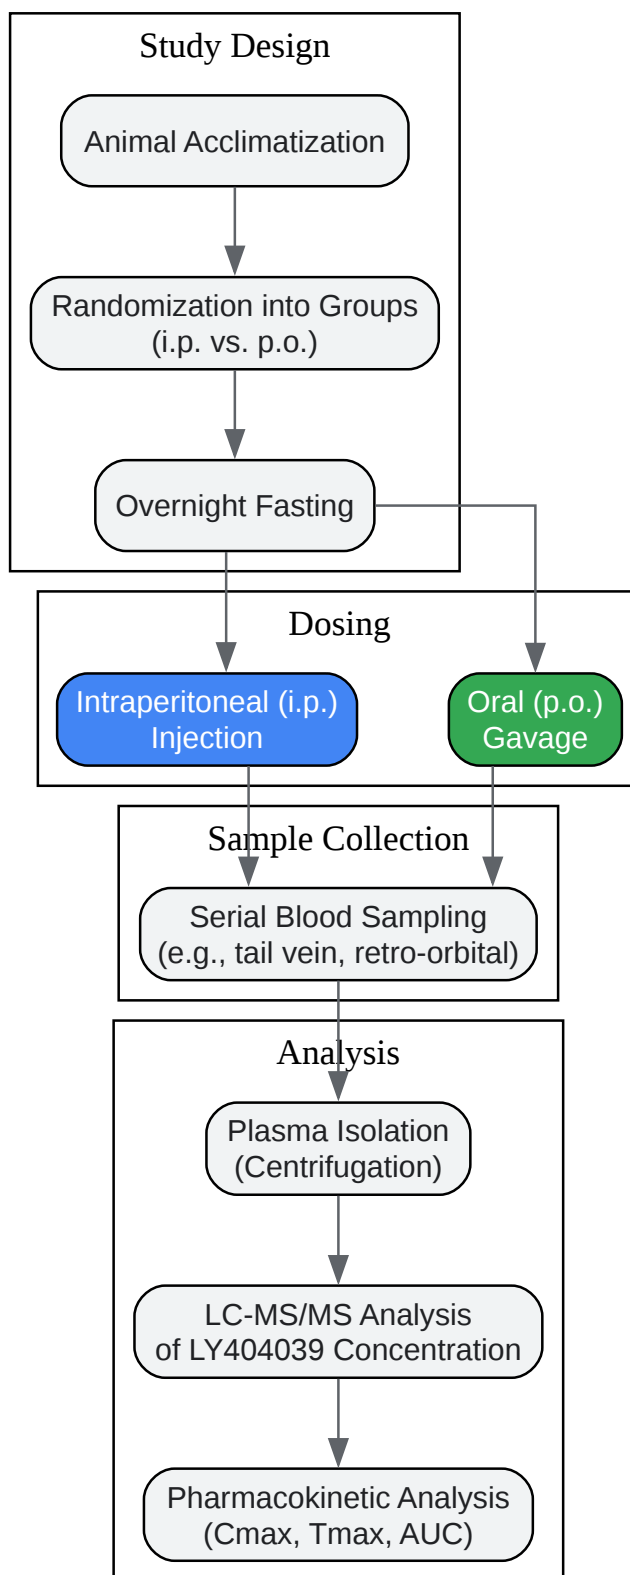 Study Design
Animal Acclimatization
Randomization into Groups
(i.p. vs. p.o.)
Overnight Fasting
Dosing
Intraperitoneal (i.p.)
Injection
Oral (p.o.)
Gavage
Sample Collection
Serial Blood Sampling
(e.g., tail vein, retro-orbital)
Analysis
Plasma Isolation
(Centrifugation)
LC-MS/MS Analysis
of LY404039 Concentration
Pharmacokinetic Analysis
(Cmax, Tmax, AUC)